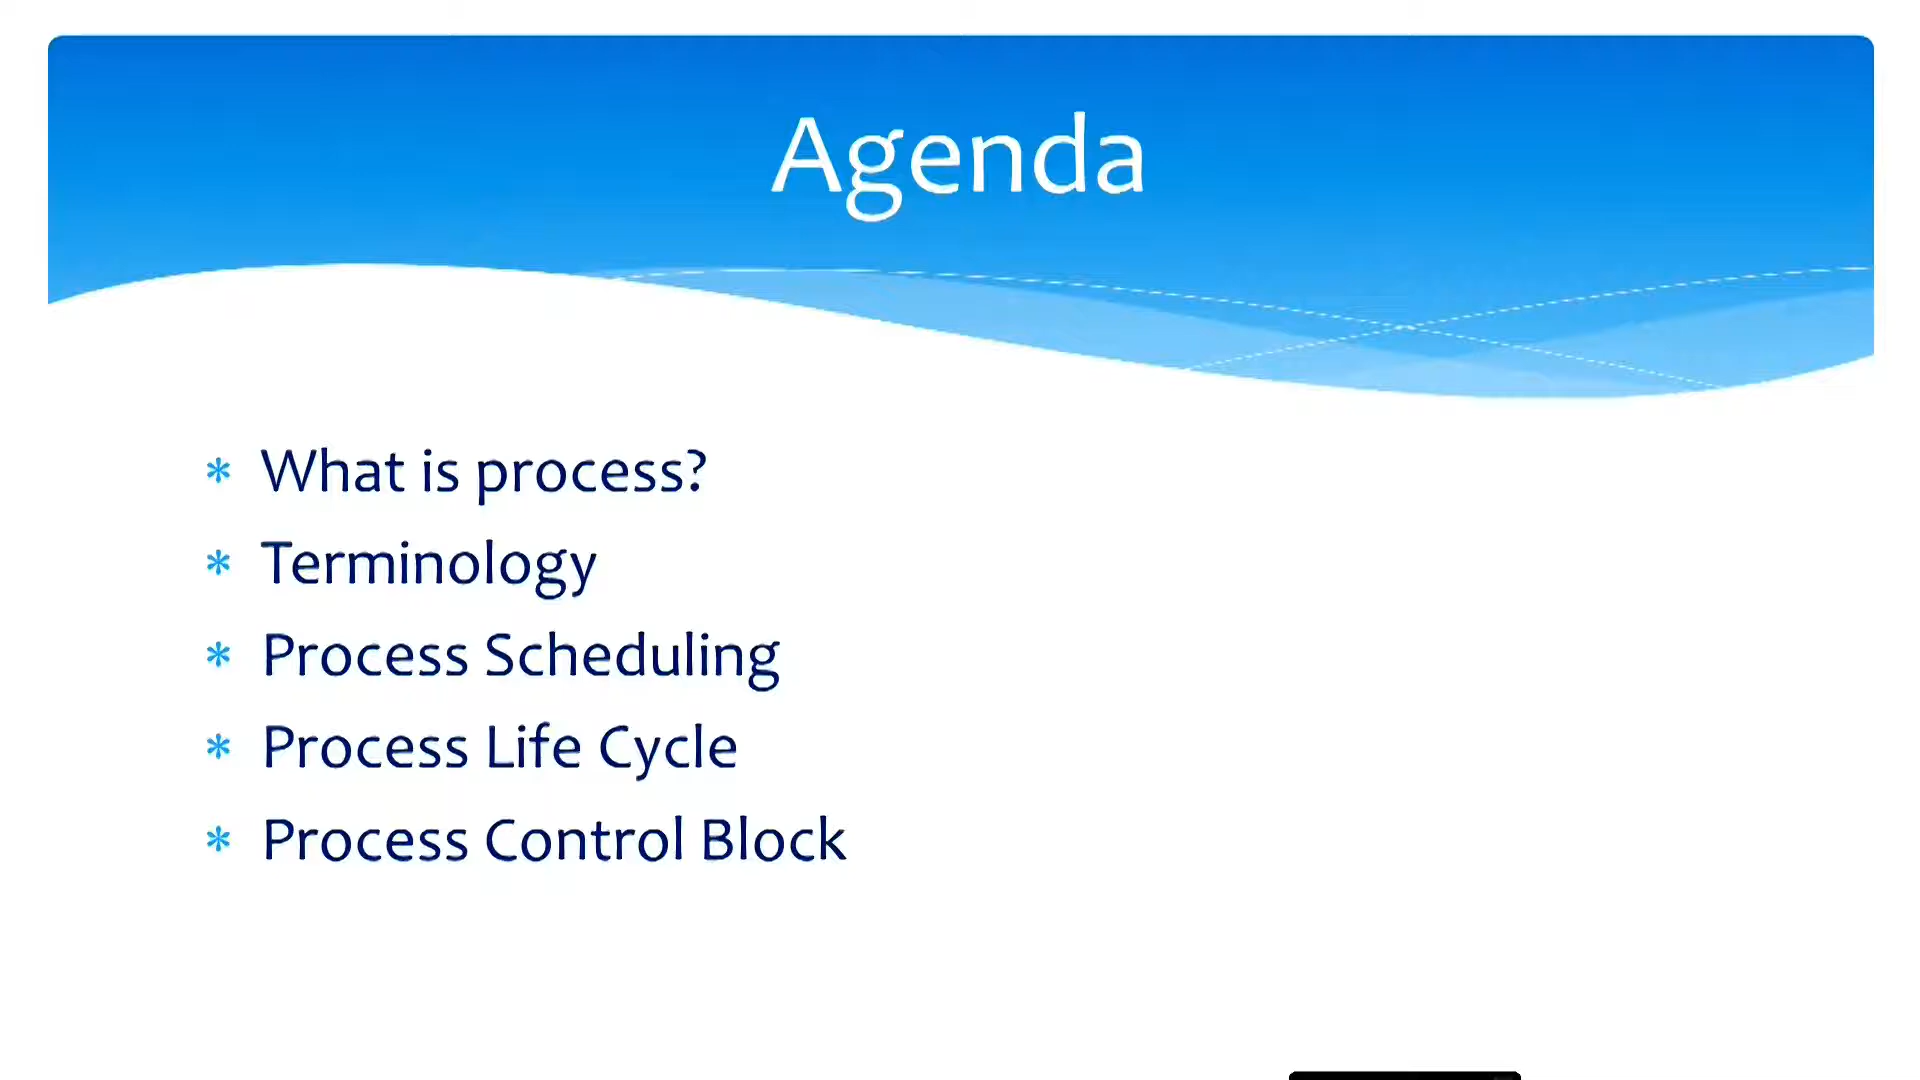 Agenda
* What is process?
* Terminology
* Process Scheduling
* Process Life Cycle
* Process Control Block